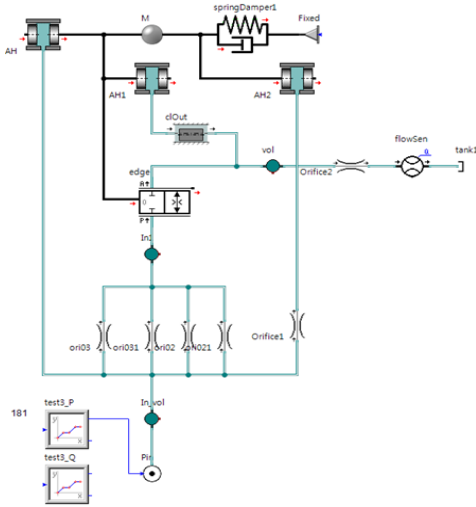 springDamper1
M
Fixed
AH
AH1
AH2
clOut
vol
flowSen
tank1
Orifice2
edge
0
In1
Orifice1
ori03
ori031
ori02
ori021
181
test3_P
In_vol
test3_Q